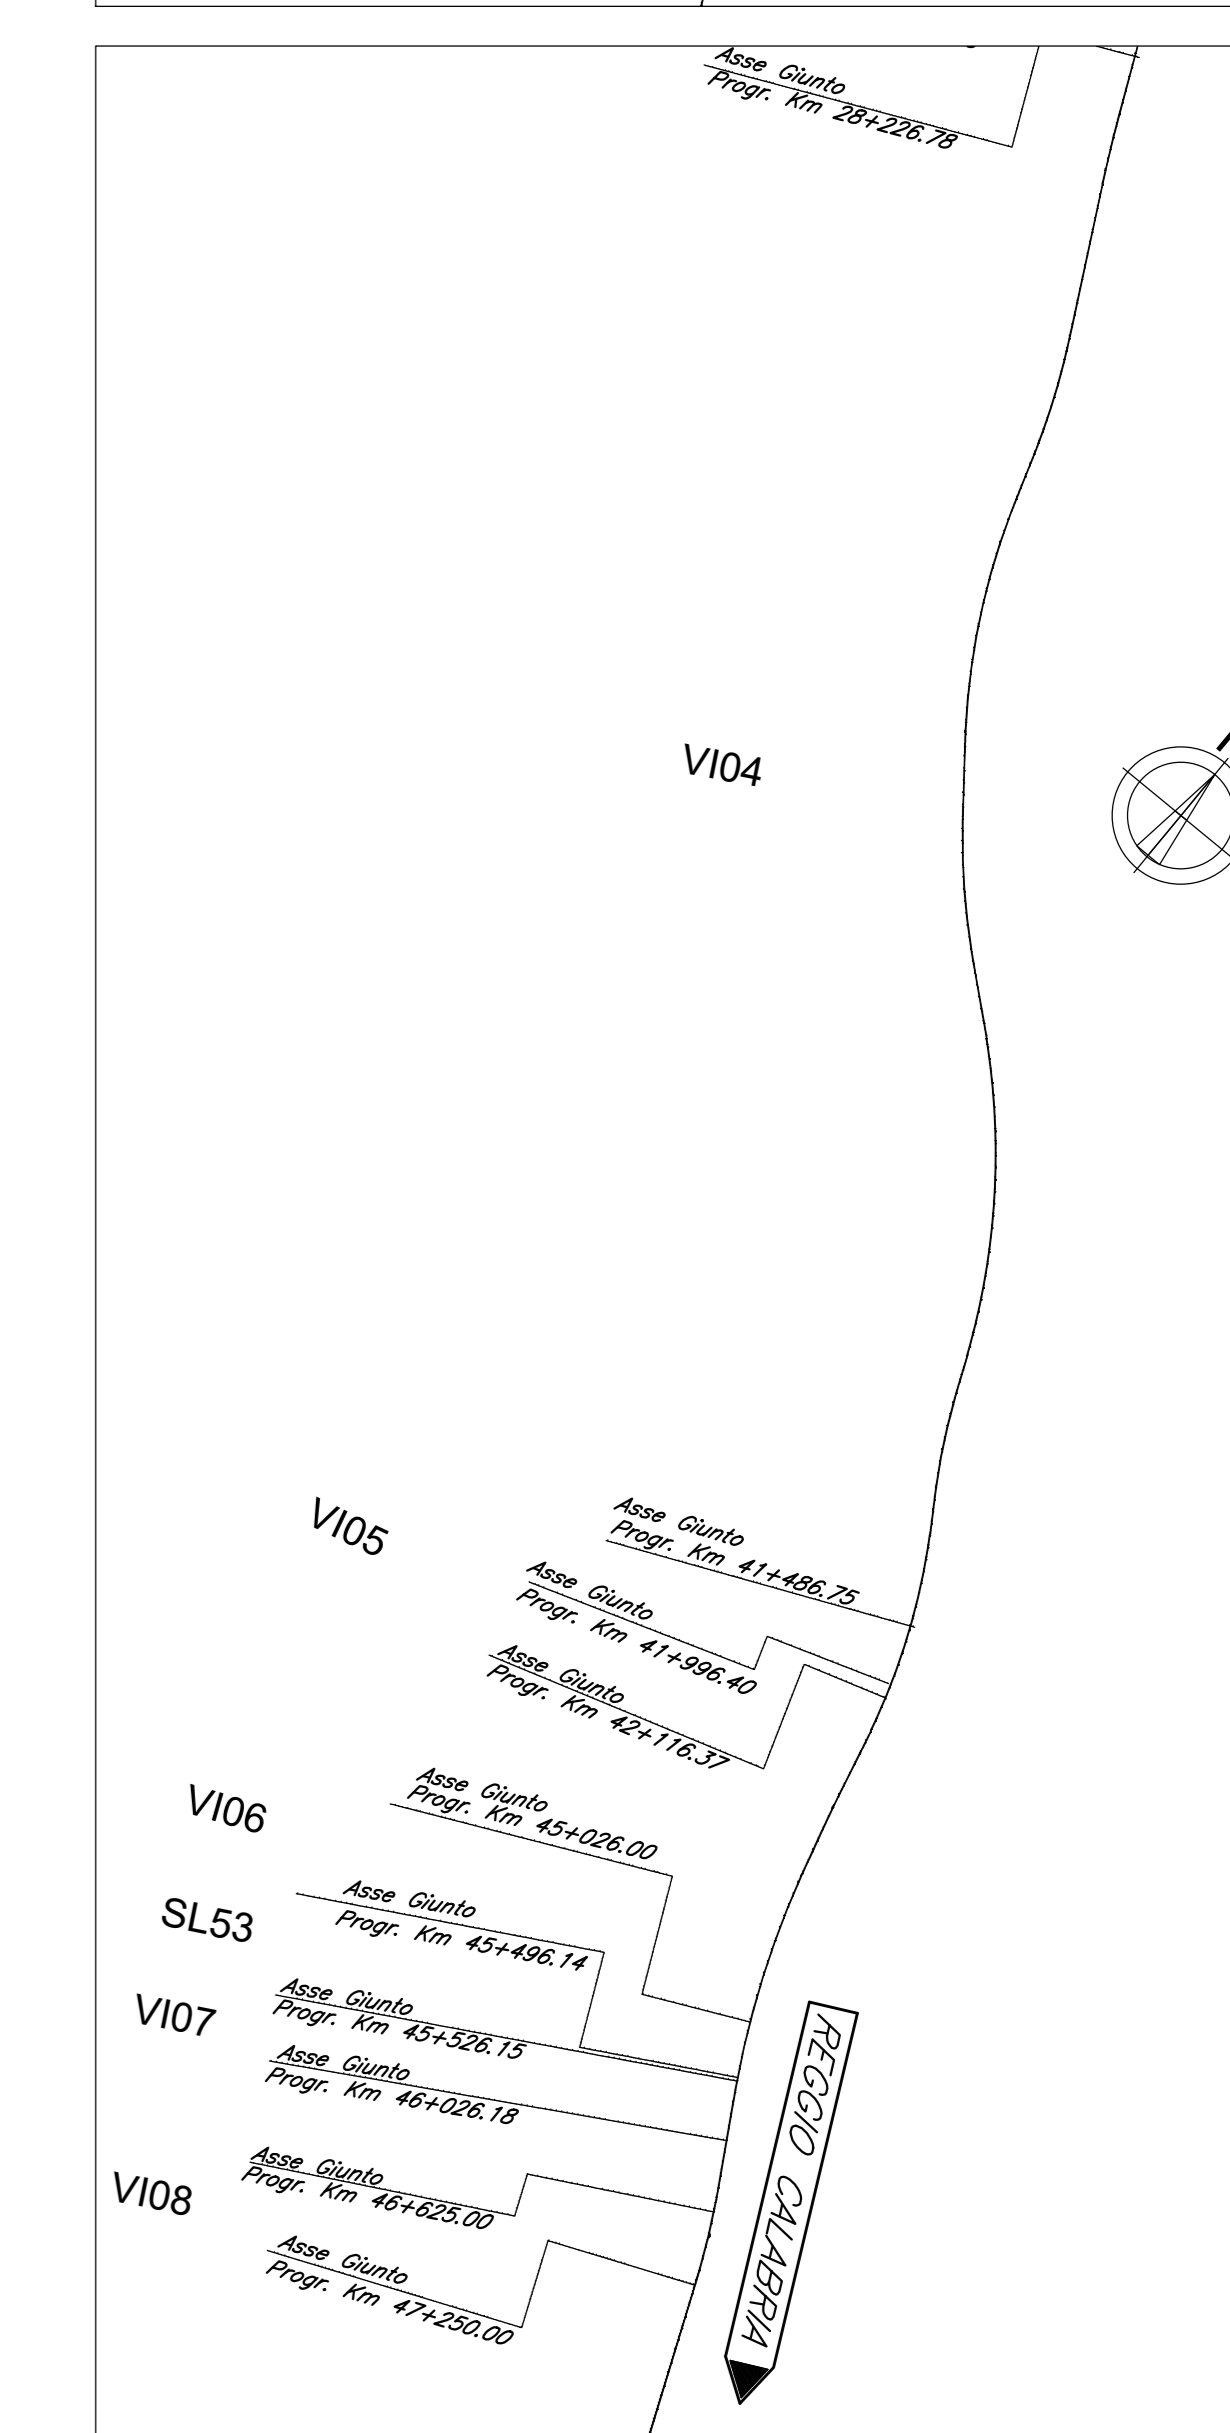 Asse Giunto
Progr. Km 28+226.78
VI04
VI05
Asse Giunto
Progr. Km 41+486.75
Asse Giunto
Progr. Km 41+996.40
Asse Giunto
Progr. Km 42+116.37
VI06
Asse Giunto
Progr. Km 45+026.00
SL53
Asse Giunto
Progr. Km 45+496.14
VI07
Asse Giunto
Progr. Km 45+526.15
Asse Giunto
Progr. Km 46+026.18
VI08
Asse Giunto
Progr. Km 46+625.00
Asse Giunto
Progr. Km 47+250.00
REGGIO CALABRIA